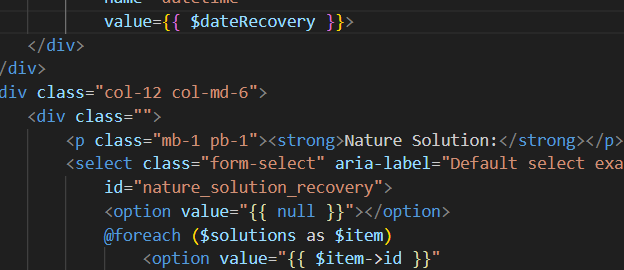 name="datetime"
value={{ $dateRecovery }}>
</div>
/div>
div class="col-12 col-md-6">
<div class="">
<p class="mb-1 pb-1"><strong>Nature Solution:</strong></p>
<select class="form-select" aria-label="Default select exa
id="nature_solution_recovery">
<option value="{{ null }}"></option>
@foreach ($solutions as $item)
<option value="{{ $item->id }}"